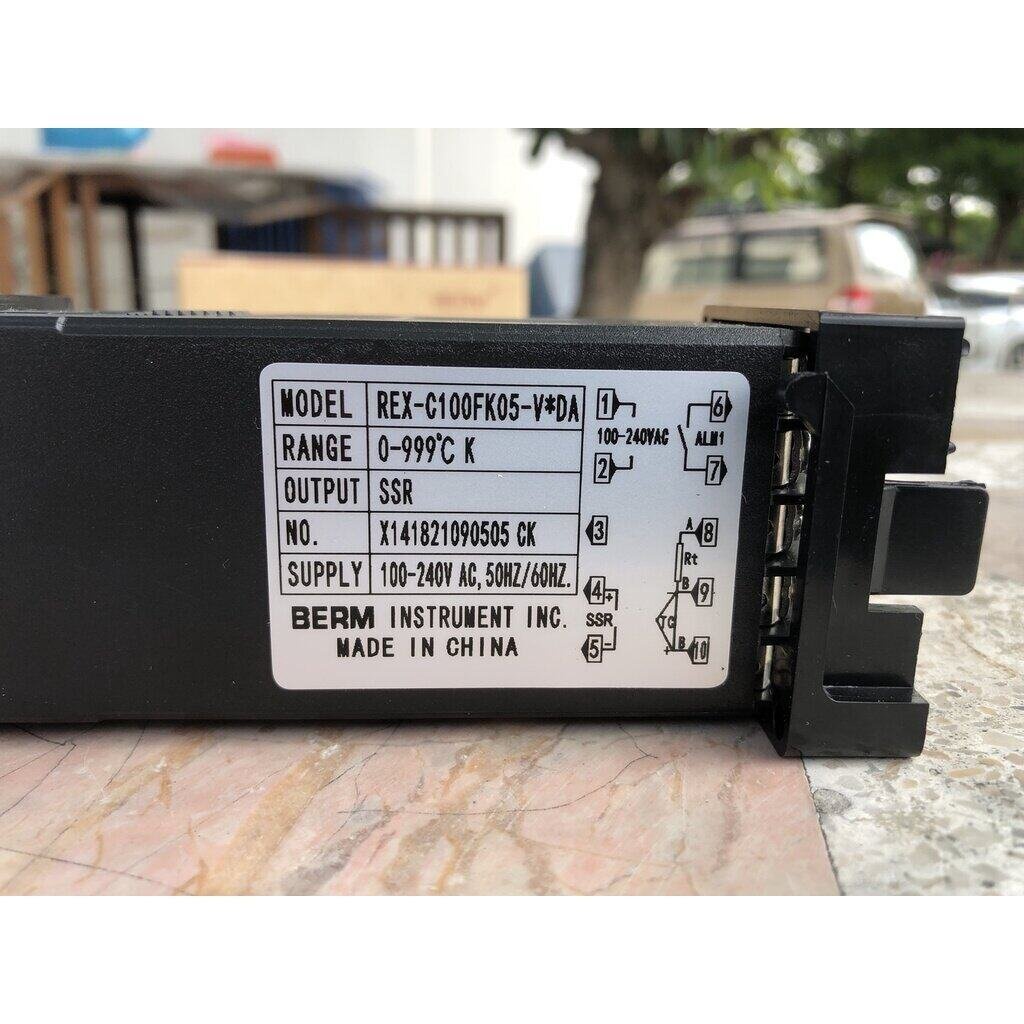 MODEL REX-C100FK05-V*DA
RANGE 0-999℃ K
OUTPUT SSR
NO. X141821090505 CK
SUPPLY 100-240V AC, 50HZ/60HZ.
BERM INSTRUMENT INC.
MADE IN CHINA
1
100-240VAC
2
3
4 +
SSR
5 -
6
ALM1
7
A 8
Rt
B 9
TC
+ B 10